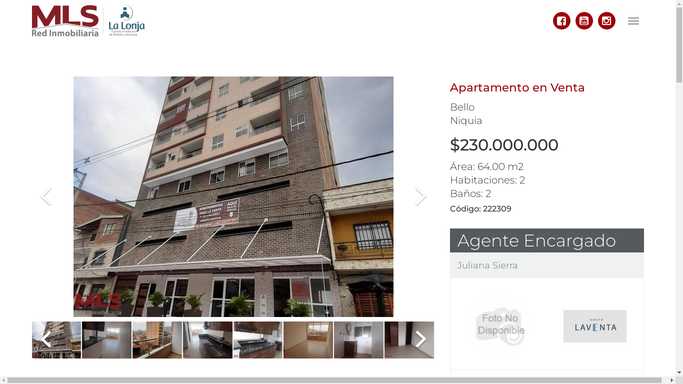 MLS
Red Inmobiliaria
La Lonja
Apartamento en Venta
Bello
Niquia
$230.000.000
Área: 64.00 m2
Habitaciones: 2
Baños: 2
Código: 222309
Agente Encargado
Juliana Sierra
MLS
Foto No
Disponible
LAVENTA